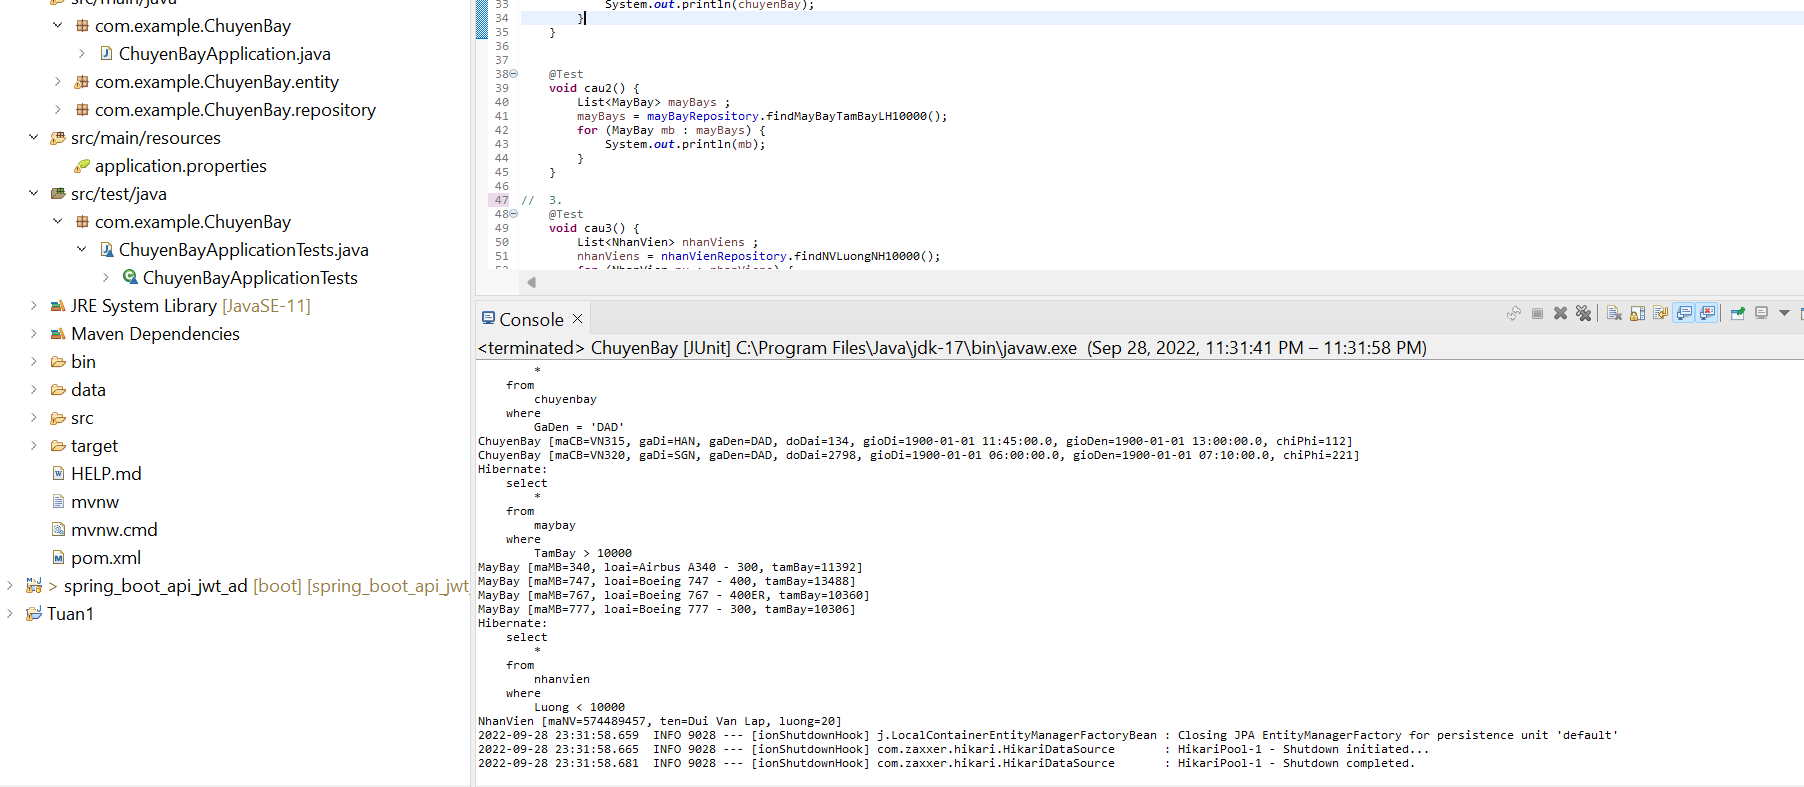 src/main/java
com.example.ChuyenBay
ChuyenBayApplication.java
com.example.ChuyenBay.entity
com.example.ChuyenBay.repository
src/main/resources
application.properties
src/test/java
com.example.ChuyenBay
ChuyenBayApplicationTests.java
ChuyenBayApplicationTests
JRE System Library [JavaSE-11]
Maven Dependencies
bin
data
src
target
HELP.md
mvnw
mvnw.cmd
pom.xml
> spring_boot_api_jwt_ad [boot] [spring_boot_api_jwt_
Tuan1
33 System.out.println(chuyenBay);
34 }
35 }
36
37
38 @Test
39 void cau2() {
40 List<MayBay> mayBays ;
41 mayBays = mayBayRepository.findMayBayTamBayLH10000();
42 for (MayBay mb : mayBays) {
43 System.out.println(mb);
44 }
45 }
46
47 // 3.
48 @Test
49 void cau3() {
50 List<NhanVien> nhanViens ;
51 nhanViens = nhanVienRepository.findNVLuongNH10000();
Console
<terminated> ChuyenBay [JUnit] C:\Program Files\Java\jdk-17\bin\javaw.exe (Sep 28, 2022, 11:31:41 PM – 11:31:58 PM)
*
from
chuyenbay
where
GaDen = 'DAD'
ChuyenBay [maCB=VN315, gaDi=HAN, gaDen=DAD, doDai=134, gioDi=1900-01-01 11:45:00.0, gioDen=1900-01-01 13:00:00.0, chiPhi=112]
ChuyenBay [maCB=VN320, gaDi=SGN, gaDen=DAD, doDai=2798, gioDi=1900-01-01 06:00:00.0, gioDen=1900-01-01 07:10:00.0, chiPhi=221]
Hibernate:
select
*
from
maybay
where
TamBay > 10000
MayBay [maMB=340, loai=Airbus A340 - 300, tamBay=11392]
MayBay [maMB=747, loai=Boeing 747 - 400, tamBay=13488]
MayBay [maMB=767, loai=Boeing 767 - 400ER, tamBay=10360]
MayBay [maMB=777, loai=Boeing 777 - 300, tamBay=10306]
Hibernate:
select
*
from
nhanvien
where
Luong < 10000
NhanVien [maNV=574489457, ten=Dui Van Lap, luong=20]
2022-09-28 23:31:58.659 INFO 9028 --- [ionShutdownHook] j.LocalContainerEntityManagerFactoryBean : Closing JPA EntityManagerFactory for persistence unit 'default'
2022-09-28 23:31:58.665 INFO 9028 --- [ionShutdownHook] com.zaxxer.hikari.HikariDataSource : HikariPool-1 - Shutdown initiated...
2022-09-28 23:31:58.681 INFO 9028 --- [ionShutdownHook] com.zaxxer.hikari.HikariDataSource : HikariPool-1 - Shutdown completed.